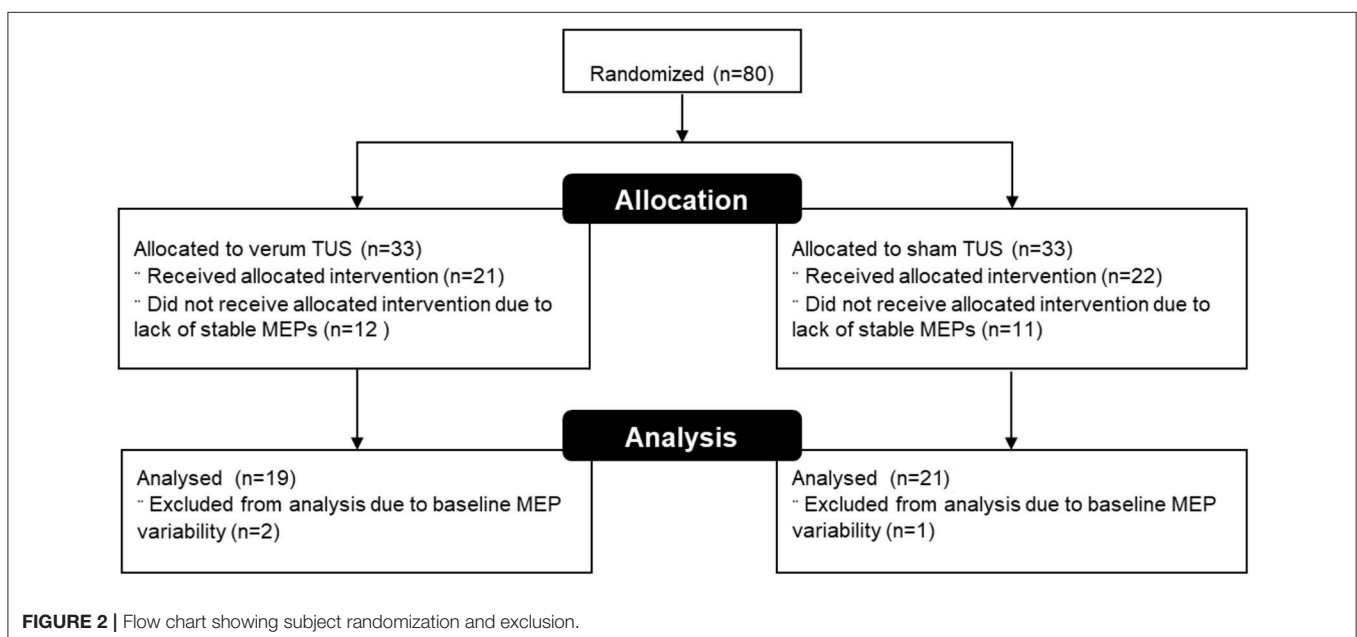 Randomized (n=80)
Allocation
Allocated to verum TUS (n=33)
¨ Received allocated intervention (n=21)
¨ Did not receive allocated intervention due to
lack of stable MEPs (n=12 )
Allocated to sham TUS (n=33)
¨ Received allocated intervention (n=22)
¨ Did not receive allocated intervention due to
lack of stable MEPs (n=11)
Analysis
Analysed (n=19)
¨ Excluded from analysis due to baseline MEP
variability (n=2)
Analysed (n=21)
¨ Excluded from analysis due to baseline MEP
variability (n=1)
FIGURE 2 | Flow chart showing subject randomization and exclusion.